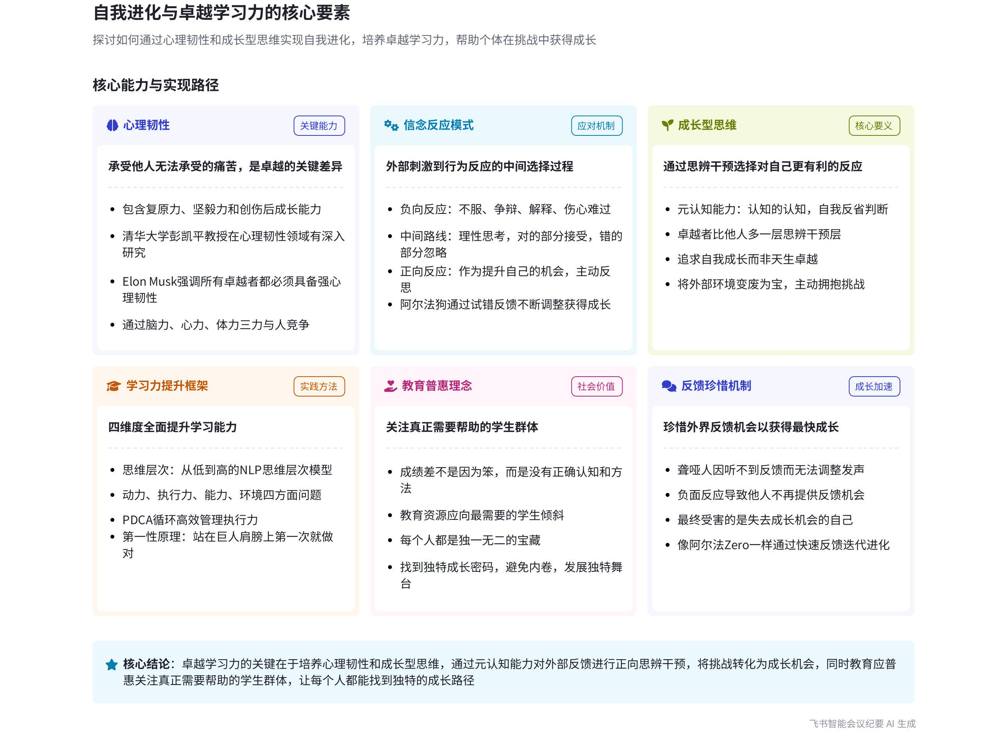 自我进化与卓越学习力的核心要素
探讨如何通过心理韧性和成长型思维实现自我进化，培养卓越学习力，帮助个体在挑战中获得成长
核心能力与实现路径
心理韧性
关键能力
承受他人无法承受的痛苦，是卓越的关键差异
包含复原力、坚毅力和创伤后成长能力
清华大学彭凯平教授在心理韧性领域有深入
研究
Elon Musk强调所有卓越者都必须具备强心
理韧性
通过脑力、心力、体力三力与人竞争
信念反应模式
应对机制
外部刺激到行为反应的中间选择过程
负向反应：不服、争辩、解释、伤心难过
中间路线：理性思考，对的部分接受，错的
部分忽略
正向反应：作为提升自己的机会，主动反
思
阿尔法狗通过试错反馈不断调整获得成长
成长型思维
核心要义
通过思辨干预选择对自己更有利的反应
元认知能力：认知的认知，自我反省判断
卓越者比他人多一层思辨干预层
追求自我成长而非天生卓越
将外部环境变废为宝，主动拥抱挑战
学习力提升框架
实践方法
四维度全面提升学习能力
思维层次：从低到高的NLP思维层次模型
动力、执行力、能力、环境四方面问题
PDCA循环高效管理执行力
第一性原理：站在巨人肩膀上第一次就做
对
教育普惠理念
社会价值
关注真正需要帮助的学生群体
成绩差不是因为笨，而是没有正确认知和方
法
教育资源应向最需要的学生倾斜
每个人都是独一无二的宝藏
找到独特成长密码，避免内卷，发展独特舞
台
反馈珍惜机制
成长加速
珍惜外界反馈机会以获得最快成长
聋哑人因听不到反馈而无法调整发声
负面反应导致他人不再提供反馈机会
最终受害的是失去成长机会的自己
像阿尔法Zero一样通过快速反馈迭代进化
核心结论：卓越学习力的关键在于培养心理韧性和成长型思维，通过元认知能力对外部反馈进行正向思辨干预，将挑战转化为成长机会，同时教育应普
惠关注真正需要帮助的学生群体，让每个人都能找到独特的成长路径
飞书智能会议纪要 AI 生成